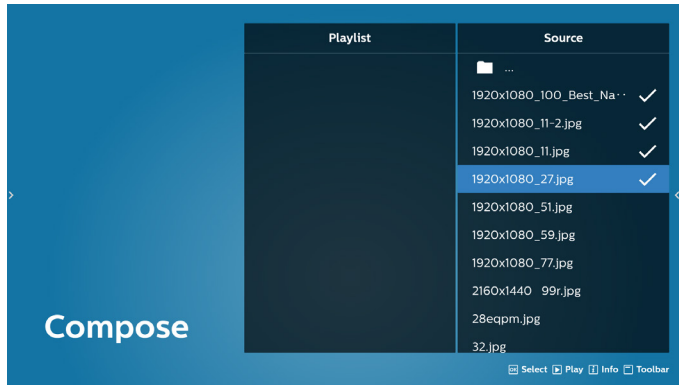 Playlist
Source
...
1920x1080_100_Best_Na··
1920x1080_11-2.jpg
1920x1080_11.jpg
1920x1080_27.jpg
1920x1080_51.jpg
1920x1080_59.jpg
1920x1080_77.jpg
2160x1440 99r.jpg
28eqpm.jpg
32.jpg
Compose
OK Select Play i Info Toolbar